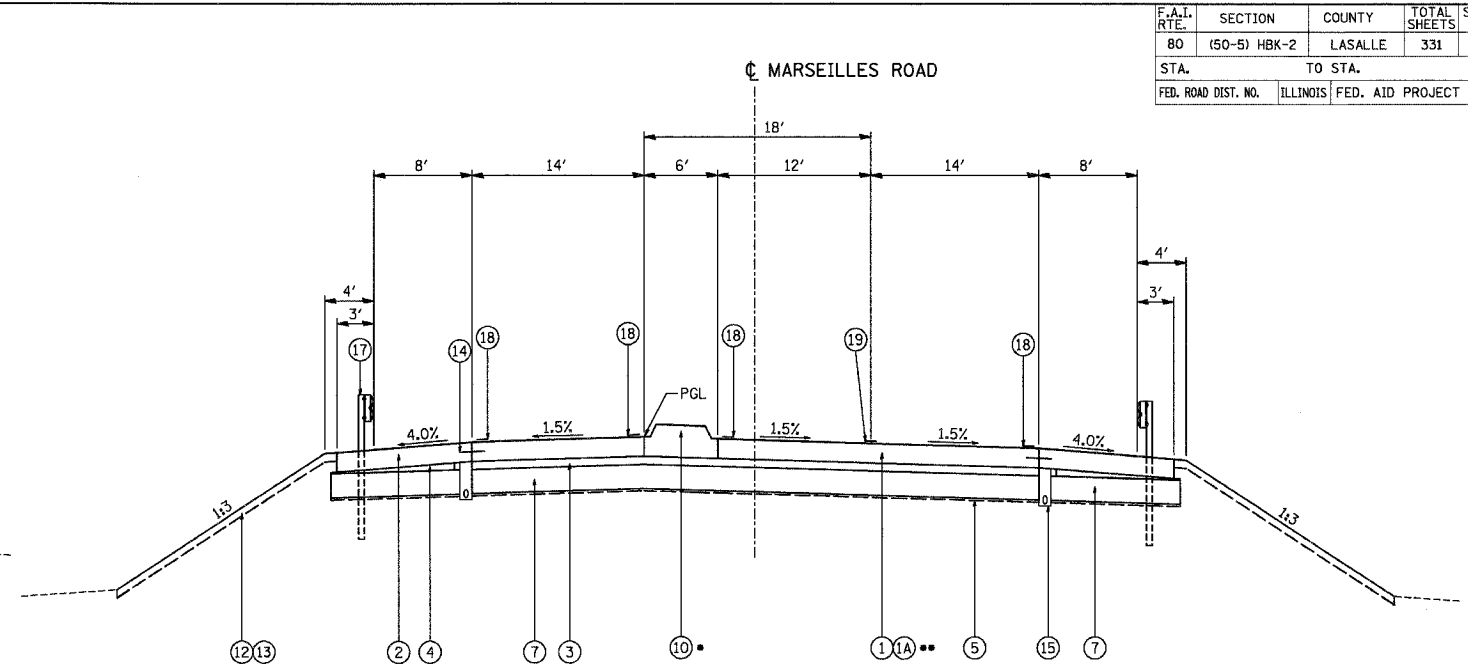 F.A.I. RTE. SECTION COUNTY TOTAL SHEETS
80 (50-5) HBK-2 LASALLE 331
STA. TO STA.
FED. ROAD DIST. NO. ILLINOIS FED. AID PROJECT
℄ MARSEILLES ROAD
18'
8' 14' 6' 12' 14' 8'
4' 4'
3' 3'
17 14 18 18 18 19 18
PGL
4.0% 1.5% 1.5% 1.5% 4.0%
1:3 1:3
12 13 2 4 7 3 10 * 1 1A ** 5 15 7